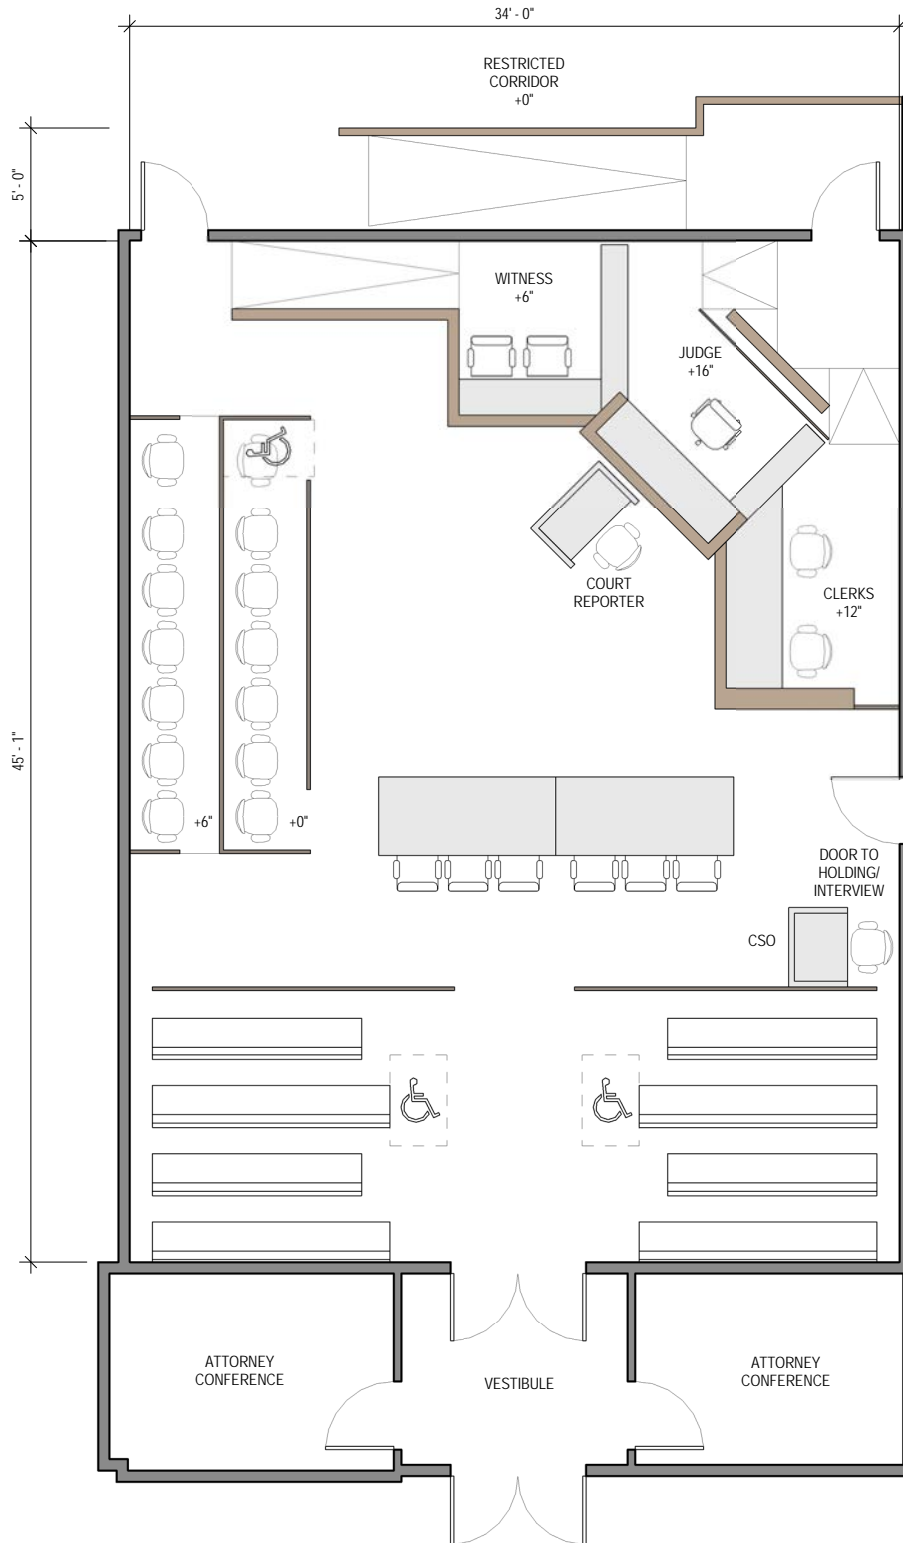 34' - 0"
RESTRICTED
CORRIDOR
+0"
5' - 0"
WITNESS
+6"
JUDGE
+16"
COURT
REPORTER
CLERKS
+12"
45' - 1"
+6"
+0"
DOOR TO
HOLDING/
INTERVIEW
CSO
ATTORNEY
CONFERENCE
VESTIBULE
ATTORNEY
CONFERENCE